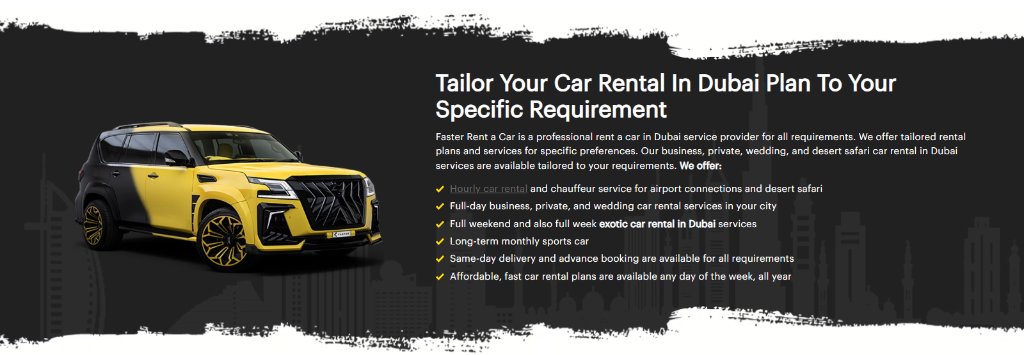 Tailor Your Car Rental In Dubai Plan To Your
Specific Requirement
Faster Rent a Car is a professional rent a car in Dubai service provider for all requirements. We offer tailored rental
plans and services for specific preferences. Our business, private, wedding, and desert safari car rental in Dubai
services are available tailored to your requirements. We offer:
Hourly car rental and chauffeur service for airport connections and desert safari
Full-day business, private, and wedding car rental services in your city
Full weekend and also full week exotic car rental in Dubai services
Long-term monthly sports car
Same-day delivery and advance booking are available for all requirements
Affordable, fast car rental plans are available any day of the week, all year